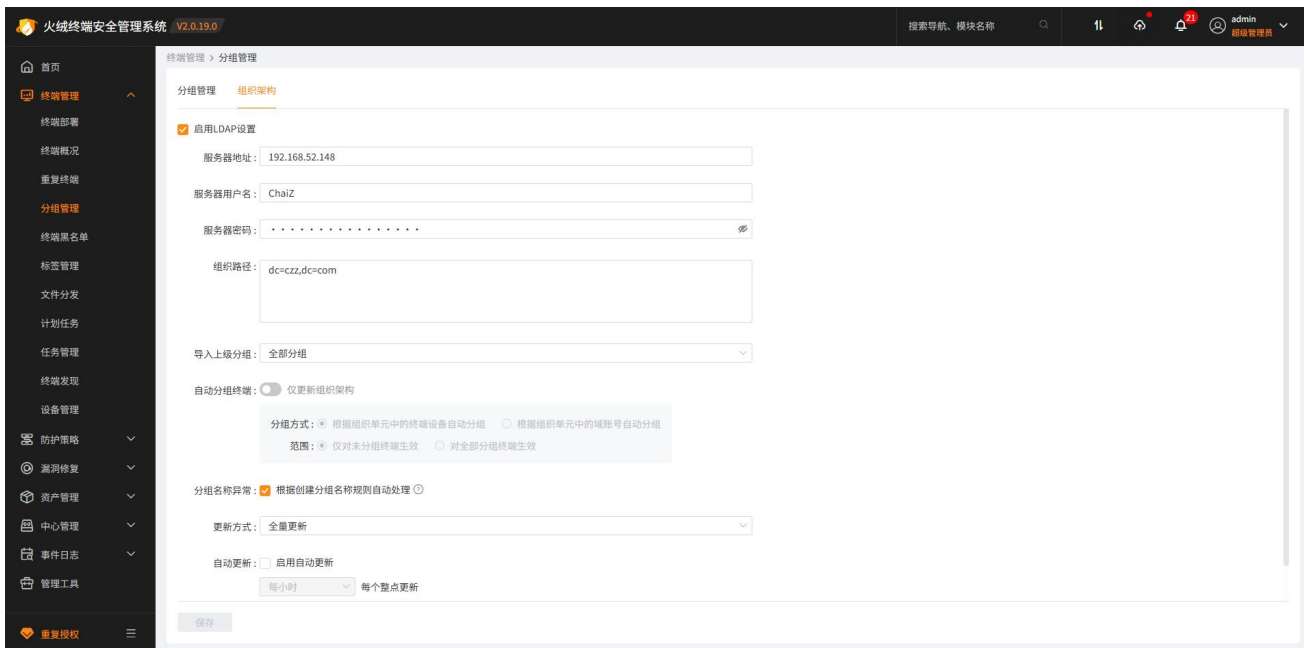 火绒终端安全管理系统 V2.0.19.0
搜索导航、模块名称
21
admin
超级管理员
首页
终端管理
终端部署
终端概况
重复终端
分组管理
终端黑名单
标签管理
文件分发
计划任务
任务管理
终端发现
设备管理
防护策略
漏洞修复
资产管理
中心管理
事件日志
管理工具
重复授权
终端管理 > 分组管理
分组管理 组织架构
启用LDAP设置
服务器地址: 192.168.52.148
服务器用户名: ChaiZ
服务器密码: ················
组织路径: dc=czz,dc=com
导入上级分组: 全部分组
自动分组终端: 仅更新组织架构
分组方式: 根据组织单元中的终端设备自动分组 根据组织单元中的域账号自动分组
范围: 仅对未分组终端生效 对全部分组终端生效
分组名称异常: 根据创建分组名称规则自动处理
更新方式: 全量更新
自动更新: 启用自动更新
每小时 每个整点更新
保存